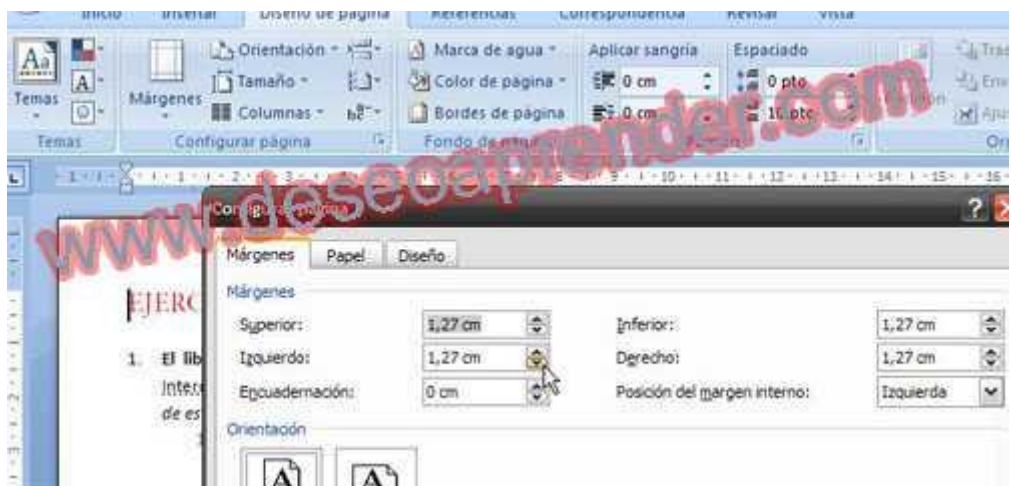 Inicio Insertar Diseño de página Referencias Correspondencia Revisar Vista
Orientación Marca de agua Aplicar sangría Espaciado
Temas Márgenes Tamaño Color de página 0 cm 0 pto
Columnas Bordes de página 0 cm 10 pto
Temas Configurar página Fondo de
www.deseoaprender.com
Configurar página
Márgenes Papel Diseño
Márgenes
Superior: 1,27 cm Inferior: 1,27 cm
Izquierdo: 1,27 cm Derecho: 1,27 cm
Encuadernación: 0 cm Posición del margen interno: Izquierda
Orientación
EJERC
1. El lib
Inter
de es